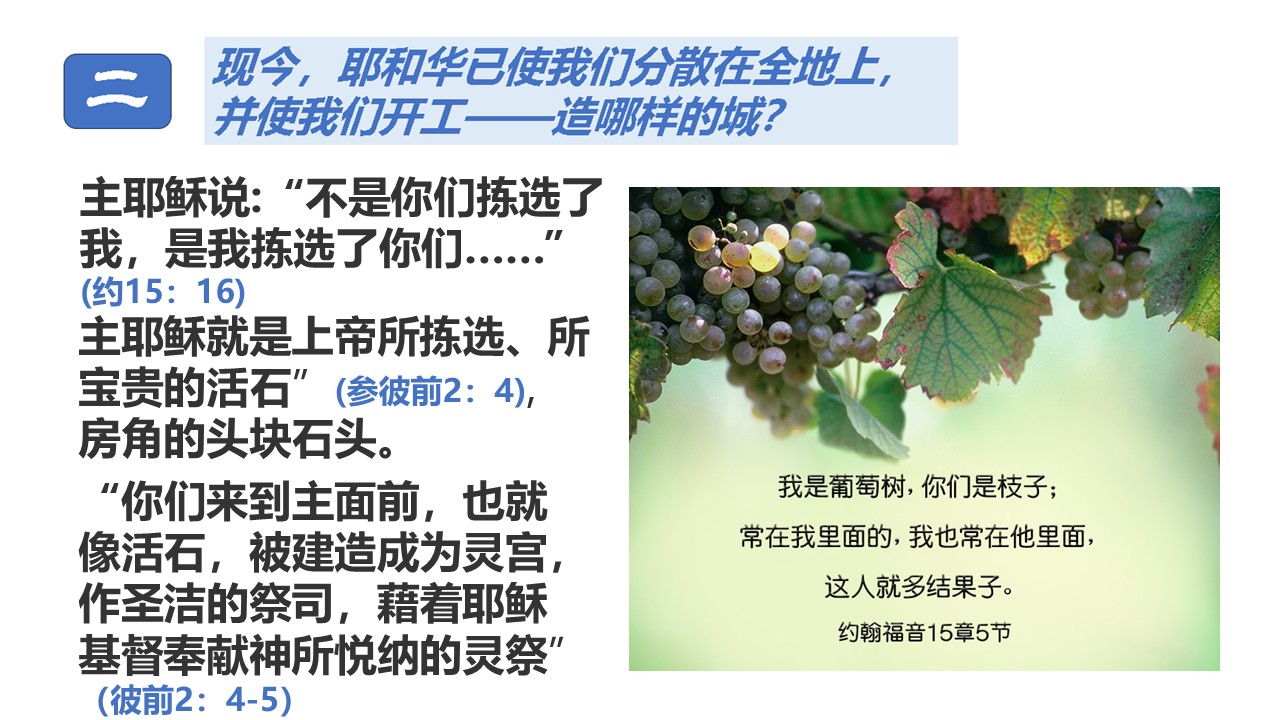 二
现今，耶和华已使我们分散在全地上，
并使我们开工——造哪样的城？
主耶稣说：“不是你们拣选了
我，是我拣选了你们……”
(约15：16)
主耶稣就是上帝所拣选、所
宝贵的活石”(参彼前2：4),
房角的头块石头。
“你们来到主面前，也就
像活石，被建造成为灵宫，
作圣洁的祭司，藉着耶稣
基督奉献神所悦纳的灵祭”
（彼前2：4-5）
我是葡萄树，你们是枝子；
常在我里面的，我也常在他里面，
这人就多结果子。
约翰福音15章5节